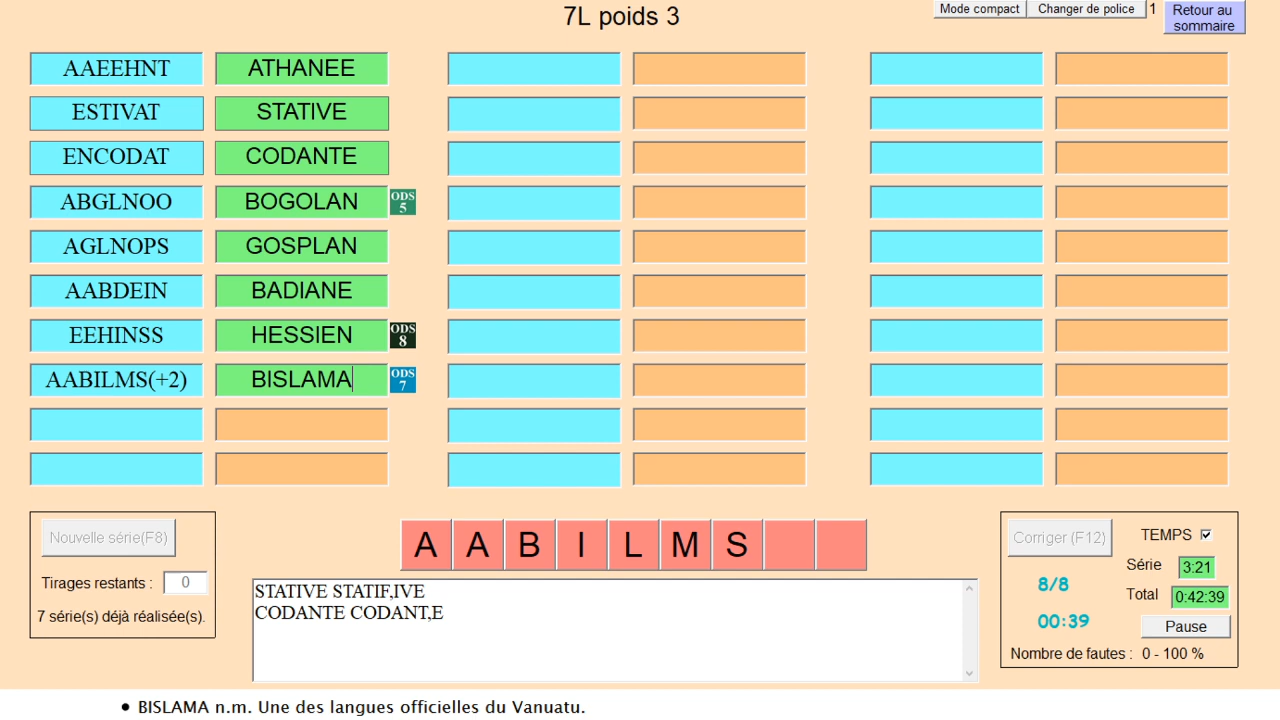 7L poids 3
Mode compact
Changer de police
1
Retour au
sommaire
AAEEHNT ATHANEE
ESTIVAT STATIVE
ENCODAT CODANTE
ABGLNOO BOGOLAN ODS 5
AGLNOPS GOSPLAN
AABDEIN BADIANE
EEHINSS HESSIEN ODS 8
AABILMS(+2) BISLAMA ODS 7
Nouvelle série(F8)
Tirages restants : 0
7 série(s) déjà réalisée(s).
A A B I L M S
STATIVE STATIF,IVE
CODANTE CODANT,E
Corriger (F12)
TEMPS
Série 3:21
8/8
Total 0:42:39
00:39
Pause
Nombre de fautes : 0 - 100 %
• BISLAMA n.m. Une des langues officielles du Vanuatu.